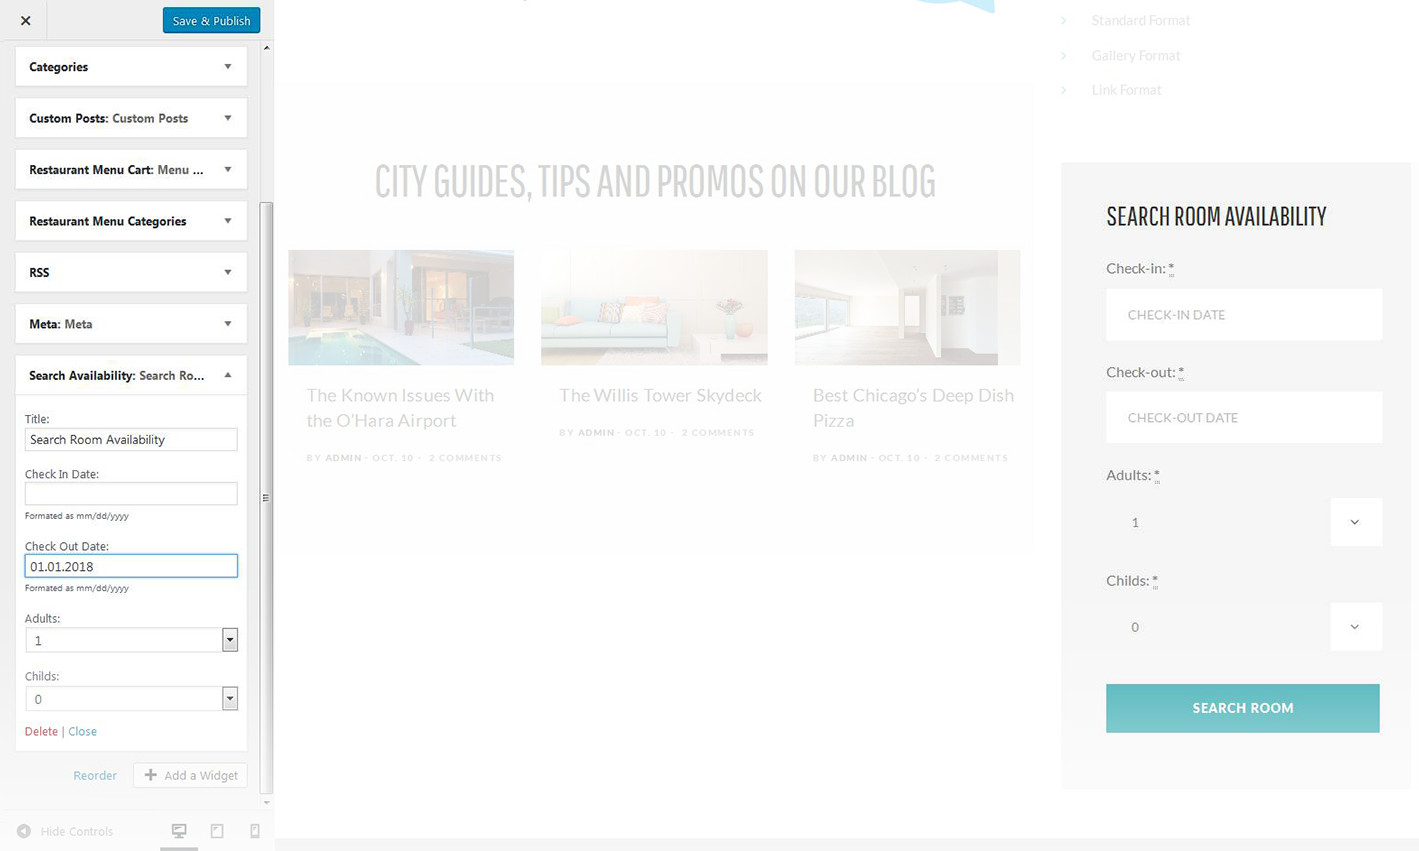 Save & Publish
Categories
Custom Posts: Custom Posts
Restaurant Menu Cart: Menu ...
Restaurant Menu Categories
RSS
Meta: Meta
Search Availability: Search Ro...
Title:
Search Room Availability
Check In Date:
Formated as mm/dd/yyyy
Check Out Date:
01.01.2018
Formated as mm/dd/yyyy
Adults:
1
Childs:
0
Delete | Close
Reorder
Add a Widget
Hide Controls
CITY GUIDES, TIPS AND PROMOS ON OUR BLOG
The Known Issues With
the O'Hara Airport
BY ADMIN - OCT. 10 - 2 COMMENTS
The Willis Tower Skydeck
BY ADMIN - OCT. 10 - 2 COMMENTS
Best Chicago's Deep Dish
Pizza
BY ADMIN - OCT. 10 - 2 COMMENTS
Standard Format
Gallery Format
Link Format
SEARCH ROOM AVAILABILITY
Check-in: *
CHECK-IN DATE
Check-out: *
CHECK-OUT DATE
Adults: *
1
Childs: *
0
SEARCH ROOM